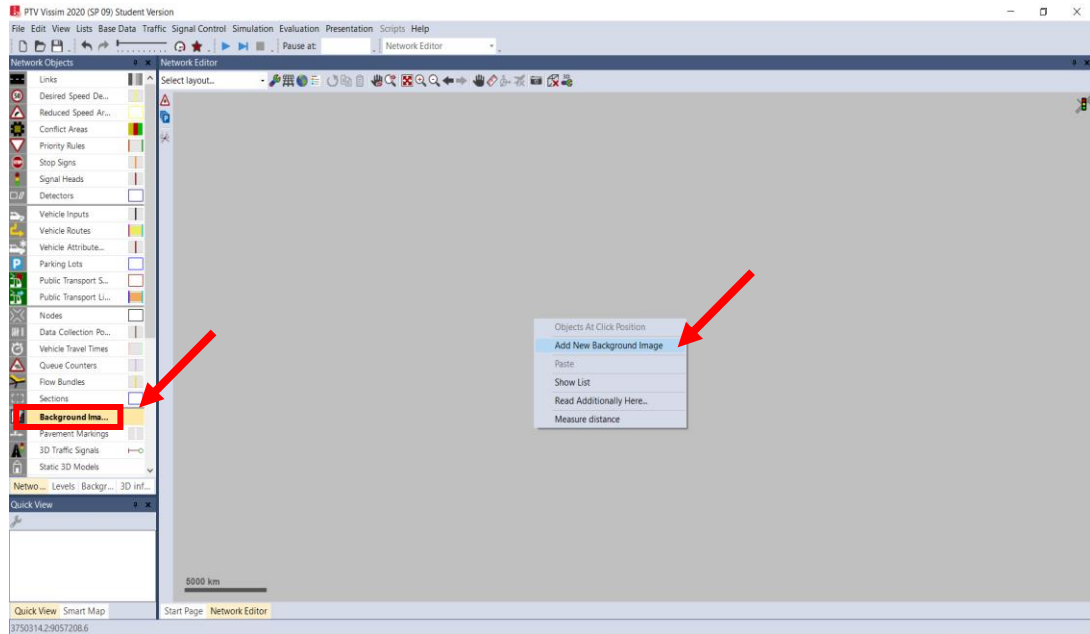 PTV Vissim 2020 (SP 09) Student Version
File Edit View Lists Base Data Traffic Signal Control Simulation Evaluation Presentation Scripts Help
Pause at: Network Editor
Network Objects
Network Editor
Links
Select layout...
Desired Speed De...
Reduced Speed Ar...
Conflict Areas
Priority Rules
Stop Signs
Signal Heads
Detectors
Vehicle Inputs
Vehicle Routes
Vehicle Attribute...
Parking Lots
Public Transport S...
Public Transport Li...
Nodes
Data Collection Po...
Vehicle Travel Times
Queue Counters
Flow Bundles
Sections
Background Ima...
Pavement Markings
3D Traffic Signals
Static 3D Models
Netwo... Levels Backgr... 3D inf...
Quick View
Objects At Click Position
Add New Background Image
Paste
Show List
Read Additionally Here...
Measure distance
5000 km
Quick View Smart Map
Start Page Network Editor
3750314.2:9057208.6